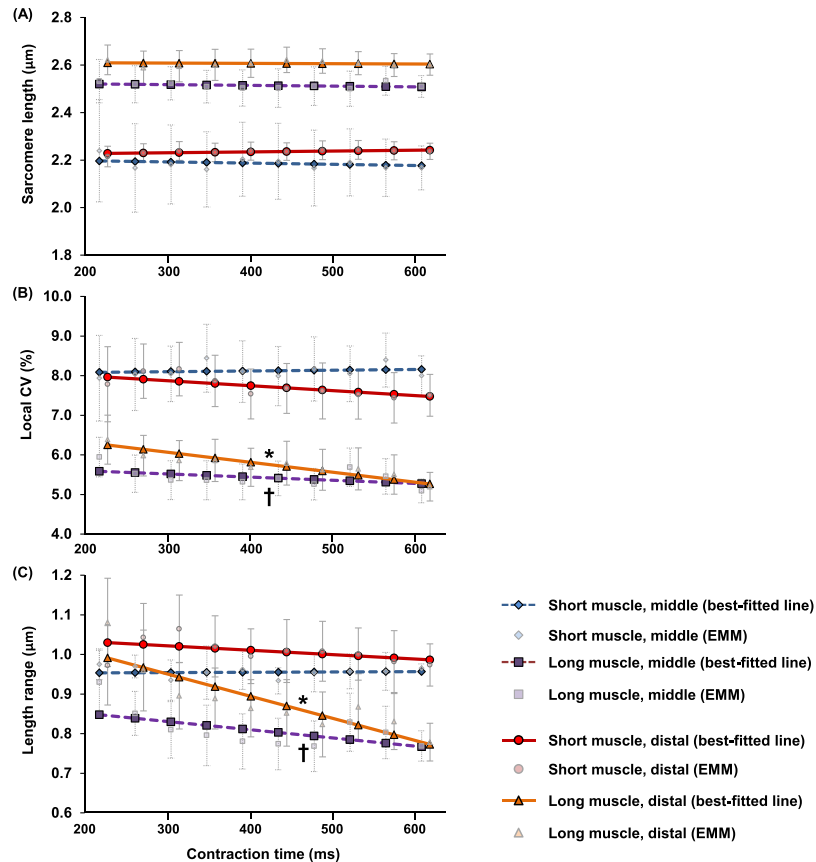 (A)
Sarcomere length (µm)
2.8
2.6
2.4
2.2
2.0
1.8
200 300 400 500 600
(B)
Local CV (%)
10.0
9.0
8.0
7.0
6.0
5.0
4.0
*
†
200 300 400 500 600
(C)
Length range (µm)
1.2
1.1
1.0
0.9
0.8
0.7
0.6
*
†
200 300 400 500 600
Contraction time (ms)
Short muscle, middle (best-fitted line)
Short muscle, middle (EMM)
Long muscle, middle (best-fitted line)
Long muscle, middle (EMM)
Short muscle, distal (best-fitted line)
Short muscle, distal (EMM)
Long muscle, distal (best-fitted line)
Long muscle, distal (EMM)